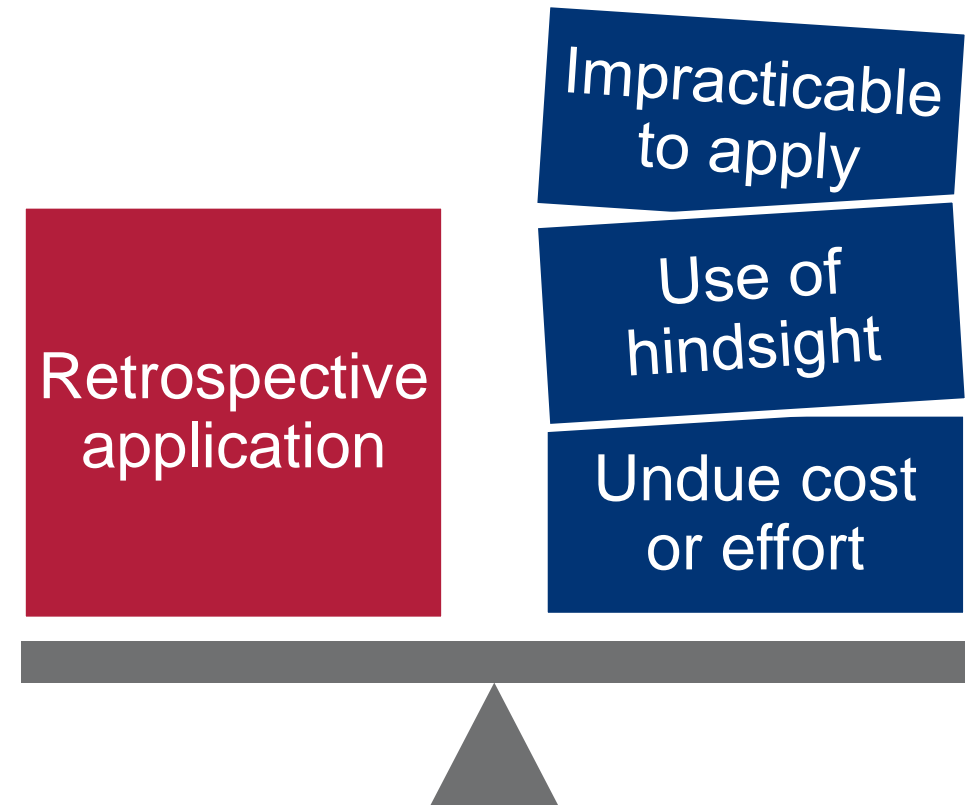 Impracticable
to apply
Use of
hindsight
Retrospective
application
Undue cost
or effort